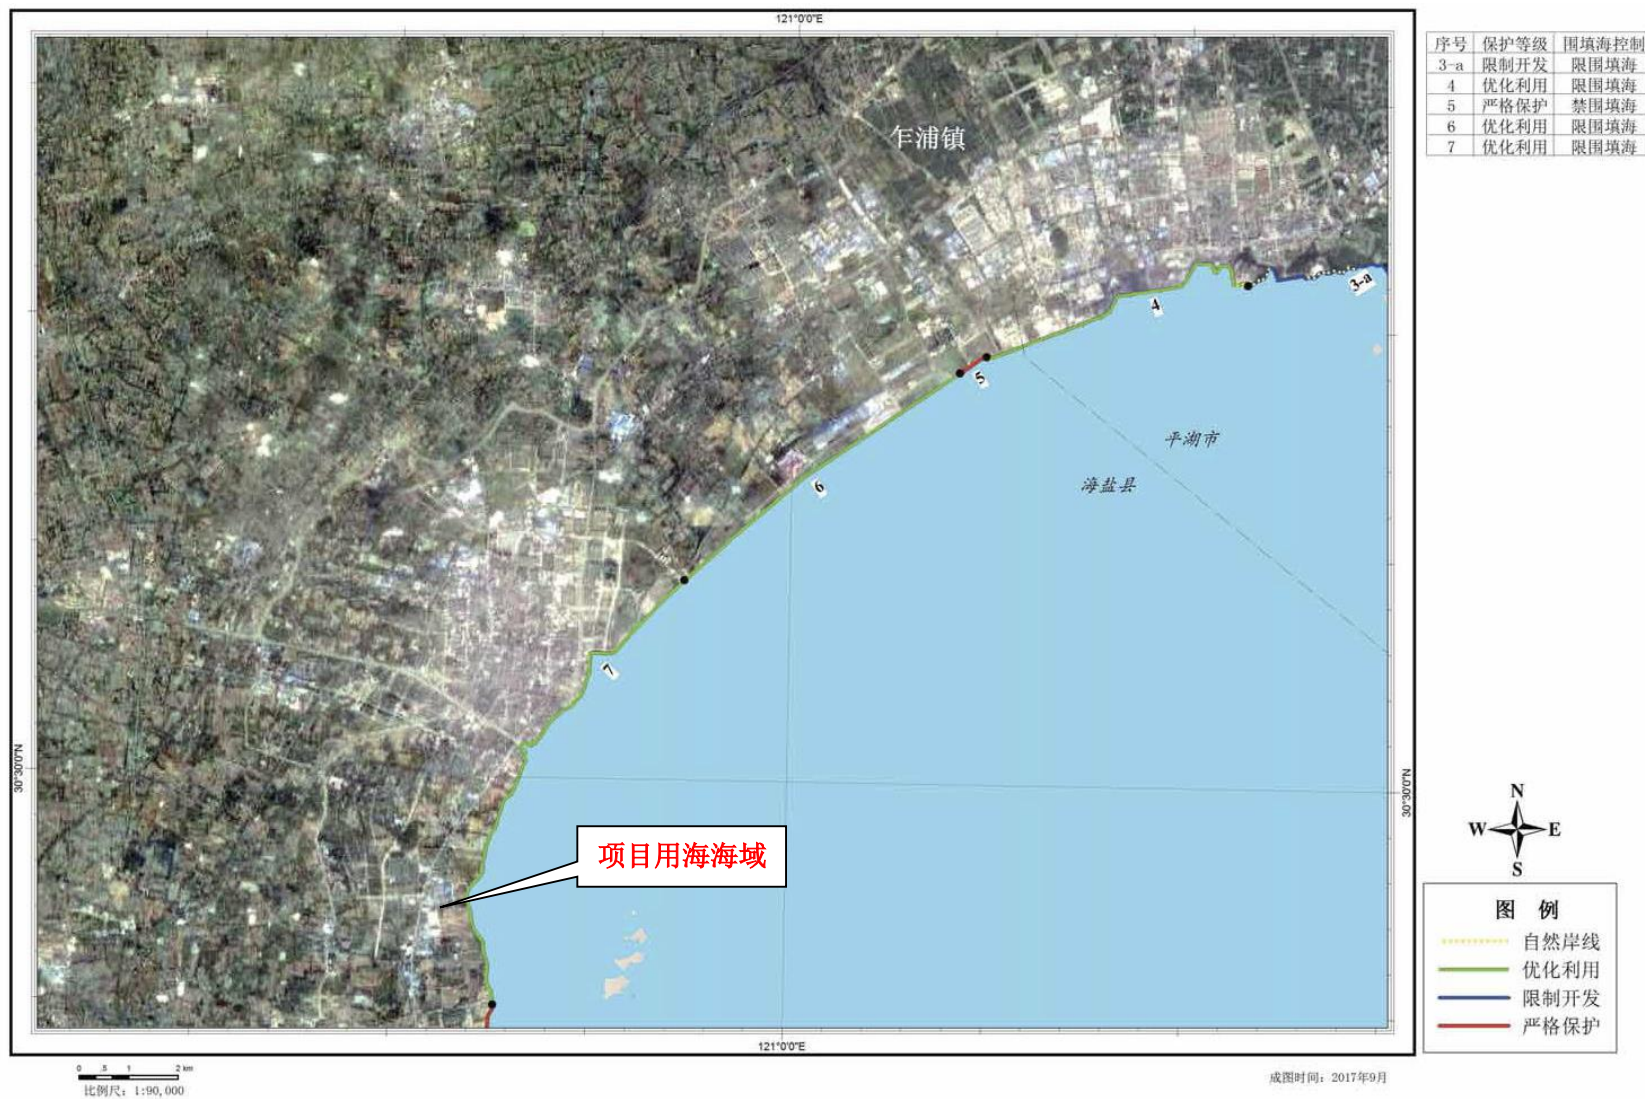 121°0'0"E
序号 保护等级 围填海控制
3-a 限制开发 限围填海
4 优化利用 限围填海
5 严格保护 禁围填海
6 优化利用 限围填海
7 优化利用 限围填海
乍浦镇
3-a
4
5
平湖市
海盐县
6
7
30°30'0"N
30°30'0"N
N
W E
S
项目用海海域
图 例
自然岸线
优化利用
限制开发
严格保护
121°0'0"E
0 .5 1 2 km
比例尺：1:90,000
成图时间：2017年9月